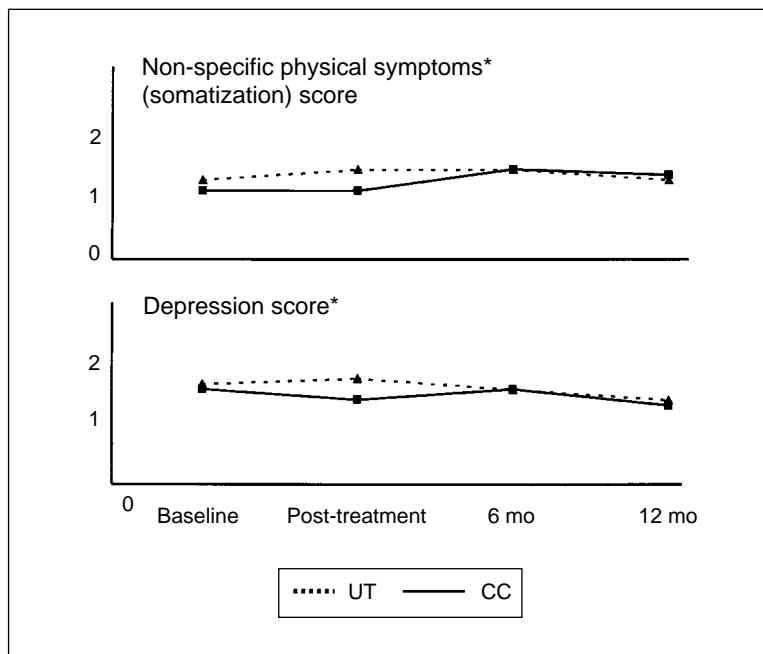 Non-specific physical symptoms*
(somatization) score
2
1
0
Depression score*
2
1
0
Baseline Post-treatment 6 mo 12 mo
UT CC